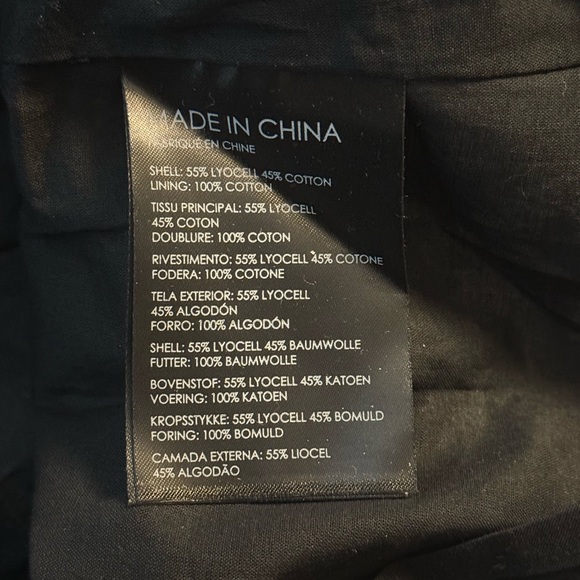 MADE IN CHINA
FABRIQUÉ EN CHINE
SHELL: 55% LYOCELL 45% COTTON
LINING: 100% COTTON
TISSU PRINCIPAL: 55% LYOCELL
45% COTON
DOUBLURE: 100% COTON
RIVESTIMENTO: 55% LYOCELL 45% COTONE
FODERA: 100% COTONE
TELA EXTERIOR: 55% LYOCELL
45% ALGODÓN
FORRO: 100% ALGODÓN
SHELL: 55% LYOCELL 45% BAUMWOLLE
FUTTER: 100% BAUMWOLLE
BOVENSTOF: 55% LYOCELL 45% KATOEN
VOERING: 100% KATOEN
KROPSSTYKKE: 55% LYOCELL 45% BOMULD
FORING: 100% BOMULD
CAMADA EXTERNA: 55% LIOCEL
45% ALGODÃO